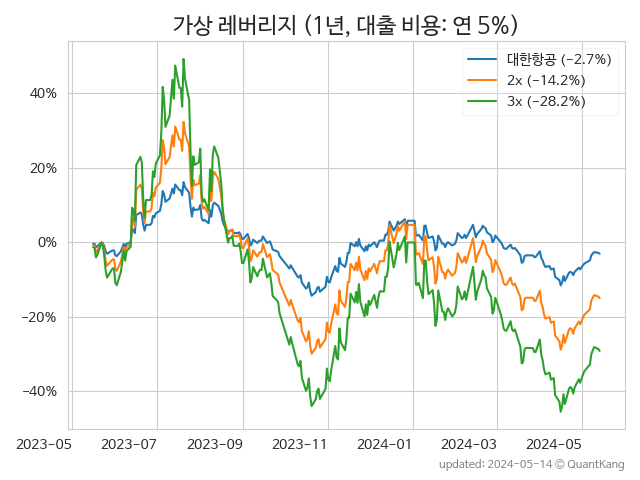 가상 레버리지 (1년, 대출 비용: 연 5%)
대한항공 (−2.7%)
2x (−14.2%)
3x (−28.2%)
40%
20%
0%
−20%
−40%
2023-05 2023-07 2023-09 2023-11 2024-01 2024-03 2024-05
updated: 2024-05-14 © QuantKang